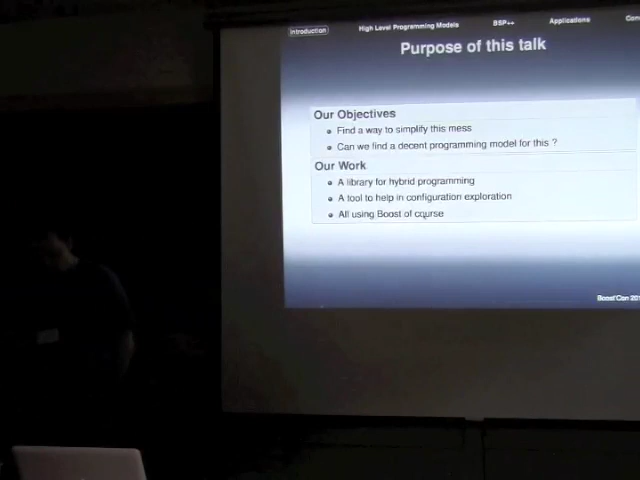 Introduction High Level Programming Models BSP++ Applications
Purpose of this talk
Our Objectives
Find a way to simplify this mess
Can we find a decent programming model for this ?
Our Work
A library for hybrid programming
A tool to help in configuration exploration
All using Boost of course
Boost'Con 201